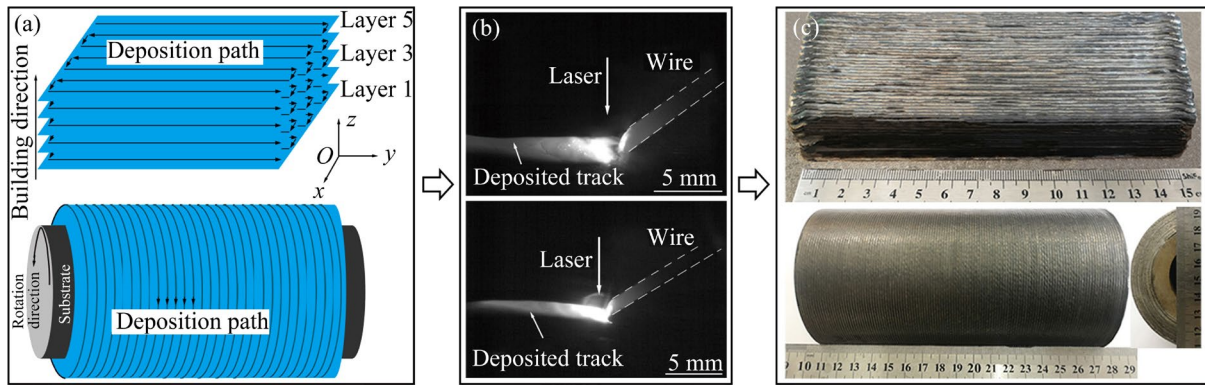 (a)
Layer 5
Deposition path
Layer 3
Layer 1
Building direction
z
O
y
x
Rotation
direction
Substrate
Deposition path
(b)
Laser
Wire
Deposited track
5 mm
Laser
Wire
Deposited track
5 mm
(c)
1 2 3 4 5 6 7 8 9 10 11 12 13 14 15
9 10 11 12 13 14 15 16 17 18 19 20 21 22 23 24 25 26 27 28 29
12 13 14 15 16 17 18 19